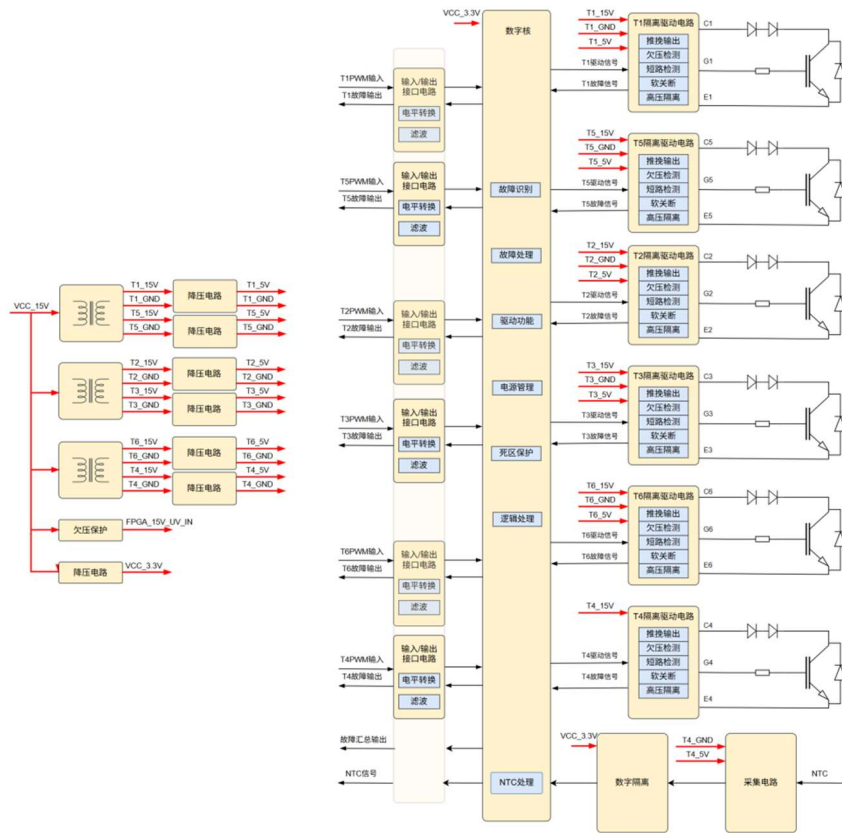 VCC_15V
T1_15V
T1_GND
T5_15V
T5_GND
降压电路
降压电路
T1_5V
T1_GND
T5_5V
T5_GND
T2_15V
T2_GND
T3_15V
T3_GND
降压电路
降压电路
T2_5V
T2_GND
T3_5V
T3_GND
T6_15V
T6_GND
T4_15V
T4_GND
降压电路
降压电路
T6_5V
T6_GND
T4_5V
T4_GND
欠压保护
FPGA_15V_UV_IN
降压电路
VCC_3.3V
T1PWM输入
T1故障输出
输入/输出
接口电路
电平转换
滤波
T5PWM输入
T5故障输出
输入/输出
接口电路
电平转换
滤波
T2PWM输入
T2故障输出
输入/输出
接口电路
电平转换
滤波
T3PWM输入
T3故障输出
输入/输出
接口电路
电平转换
滤波
T6PWM输入
T6故障输出
输入/输出
接口电路
电平转换
滤波
T4PWM输入
T4故障输出
输入/输出
接口电路
电平转换
滤波
故障汇总输出
NTC信号
VCC_3.3V
数字核
故障识别
故障处理
驱动功能
电源管理
死区保护
逻辑处理
NTC处理
T1_15V
T1_GND
T1_5V
T1驱动信号
T1故障信号
T1隔离驱动电路
推挽输出
欠压检测
短路检测
软关断
高压隔离
C1
G1
E1
T5_15V
T5_GND
T5_5V
T5驱动信号
T5故障信号
T5隔离驱动电路
推挽输出
欠压检测
短路检测
软关断
高压隔离
C5
G5
E5
T2_15V
T2_GND
T2_5V
T2驱动信号
T2故障信号
T2隔离驱动电路
推挽输出
欠压检测
短路检测
软关断
高压隔离
C2
G2
E2
T3_15V
T3_GND
T3_5V
T3驱动信号
T3故障信号
T3隔离驱动电路
推挽输出
欠压检测
短路检测
软关断
高压隔离
C3
G3
E3
T6_15V
T6_GND
T6_5V
T6驱动信号
T6故障信号
T6隔离驱动电路
推挽输出
欠压检测
短路检测
软关断
高压隔离
C6
G6
E6
T4_15V
T4驱动信号
T4故障信号
T4隔离驱动电路
推挽输出
欠压检测
短路检测
软关断
高压隔离
C4
G4
E4
VCC_3.3V
数字隔离
T4_GND
T4_5V
采集电路
NTC